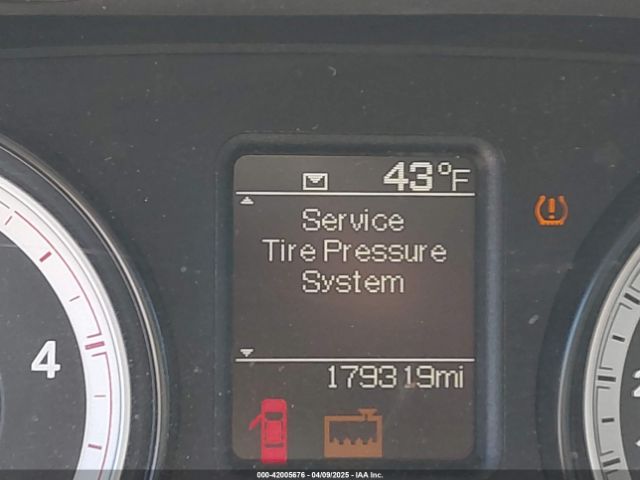 43°F
Service
Tire Pressure
System
4
179319mi
000-42005676 - 04/09/2025 - IAA Inc.